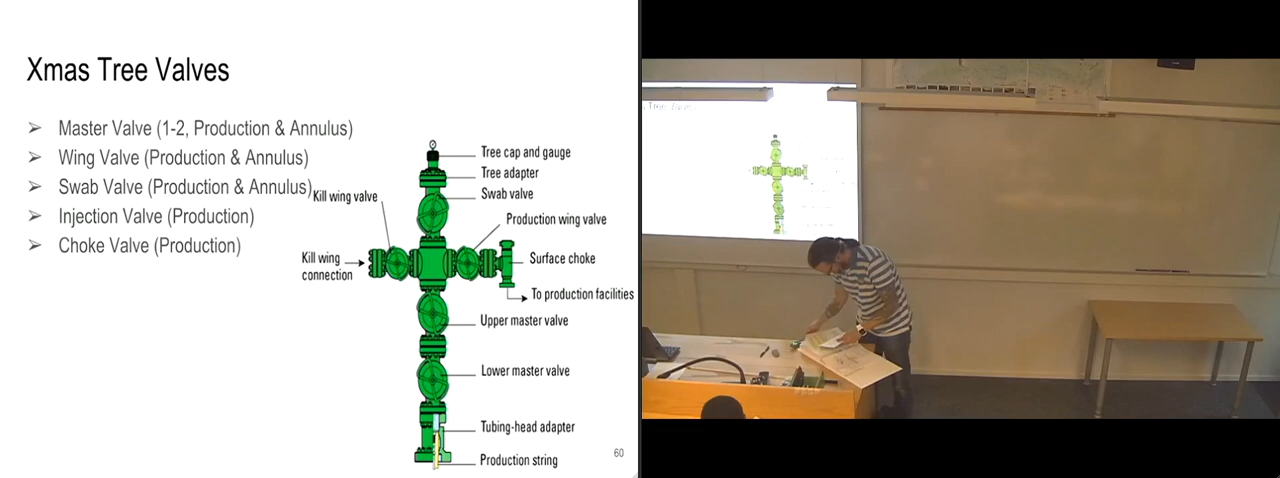 Xmas Tree Valves
➢ Master Valve (1-2, Production & Annulus)
➢ Wing Valve (Production & Annulus)
➢ Swab Valve (Production & Annulus)
➢ Injection Valve (Production)
➢ Choke Valve (Production)
Tree cap and gauge
Tree adapter
Swab valve
Kill wing valve
Production wing valve
Kill wing
connection
Surface choke
To production facilities
Upper master valve
Lower master valve
Tubing-head adapter
Production string
60